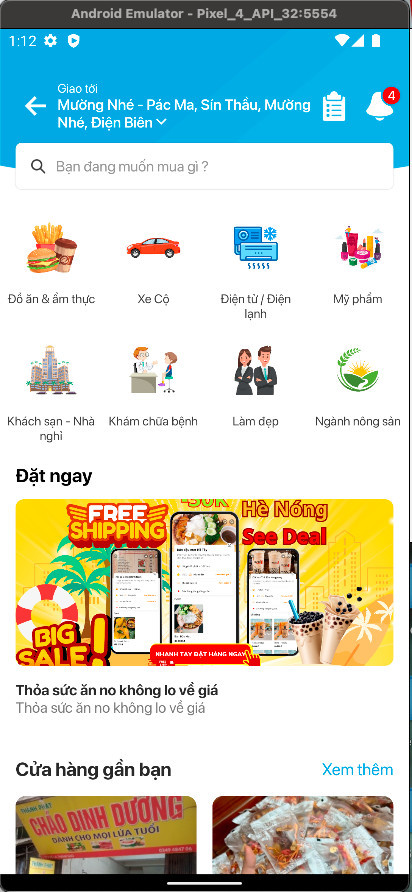 Android Emulator - Pixel_4_API_32:5554
1:12
Giao tới
Mường Nhé - Pác Ma, Sín Thầu, Mường
Nhé, Điện Biên
4
Bạn đang muốn mua gì ?
Đồ ăn & ẩm thực
Xe Cộ
Điện tử / Điện
lạnh
Mỹ phẩm
Khách sạn - Nhà
nghỉ
Khám chữa bệnh
Làm đẹp
Ngành nông sản
Đặt ngay
FREE
SHIPPING
Hè Nóng
See Deal
BIG
SALE!
NHANH TAY ĐẶT HÀNG NGAY
Thỏa sức ăn no không lo về giá
Thỏa sức ăn no không lo về giá
Cửa hàng gần bạn
Xem thêm
CHÁO DINH DƯỠNG
DÀNH CHO MỌI LỨA TUỔI